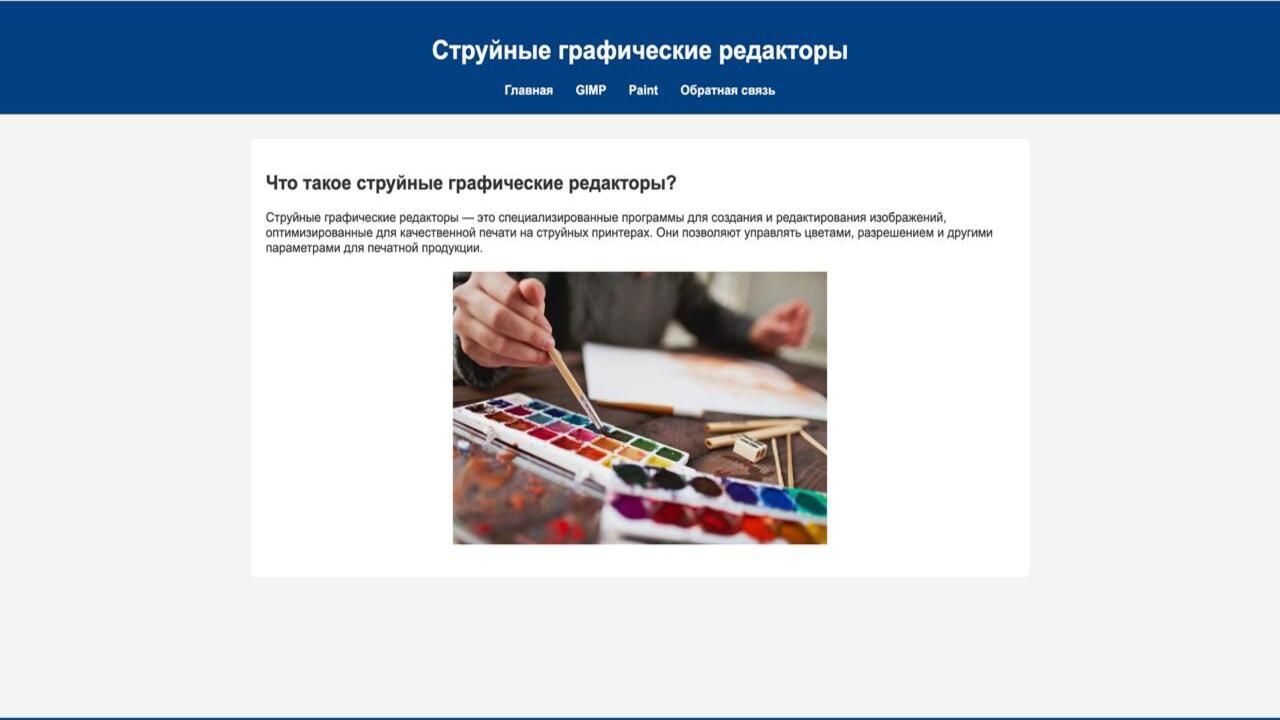 Струйные графические редакторы
Главная GIMP Paint Обратная связь
Что такое струйные графические редакторы?
Струйные графические редакторы — это специализированные программы для создания и редактирования изображений,
оптимизированные для качественной печати на струйных принтерах. Они позволяют управлять цветами, разрешением и другими
параметрами для печатной продукции.